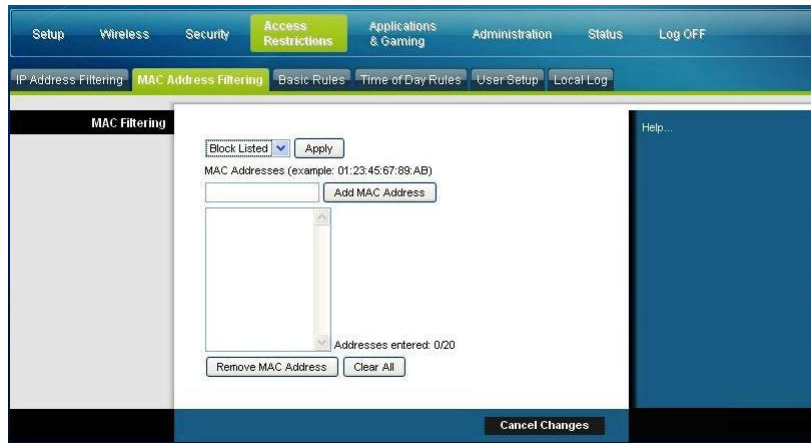 Setup Wireless Security Access Restrictions Applications & Gaming Administration Status Log OFF
IP Address Filtering MAC Address Filtering Basic Rules Time of Day Rules User Setup Local Log
MAC Filtering
Help...
Block Listed Apply
MAC Addresses (example: 01:23:45:67:89:AB)
Add MAC Address
Addresses entered: 0/20
Remove MAC Address Clear All
Cancel Changes